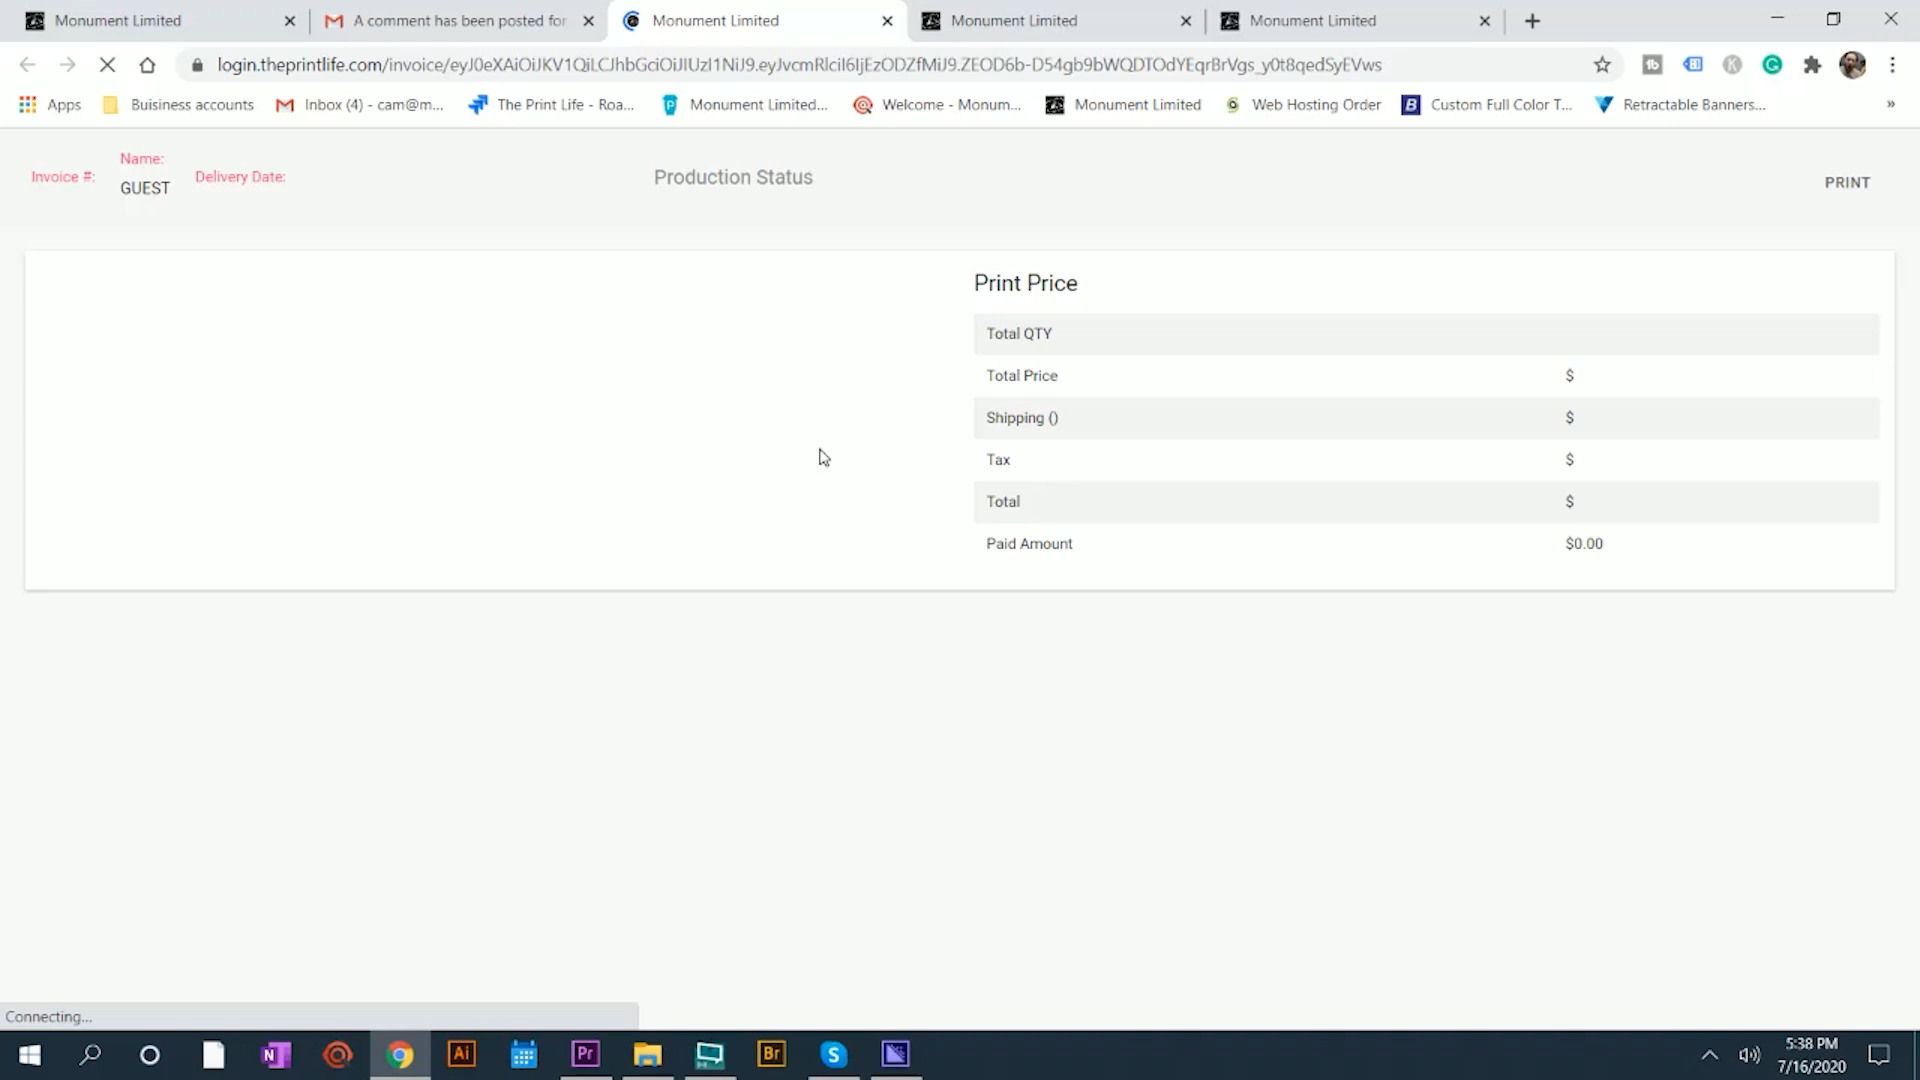 Monument Limited
A comment has been posted for
Monument Limited
Monument Limited
Monument Limited
login.theprintlife.com/invoice/eyJ0eXAiOiJKV1QiLCJhbGciOiJIUzI1NiJ9.eyJvcmRlciI6IjEzODZfMiJ9.ZEOD6b-D54gb9bWQDTOdYEqrBrVgs_y0t8qedSyEVws
Apps
Buisiness accounts
Inbox (4) - cam@m...
The Print Life - Roa...
Monument Limited...
Welcome - Monum...
Monument Limited
Web Hosting Order
Custom Full Color T...
Retractable Banners...
»
Invoice #:
Name:
GUEST
Delivery Date:
Production Status
PRINT
Print Price
Total QTY
Total Price $
Shipping () $
Tax $
Total $
Paid Amount $0.00
Connecting...
5:38 PM
7/16/2020